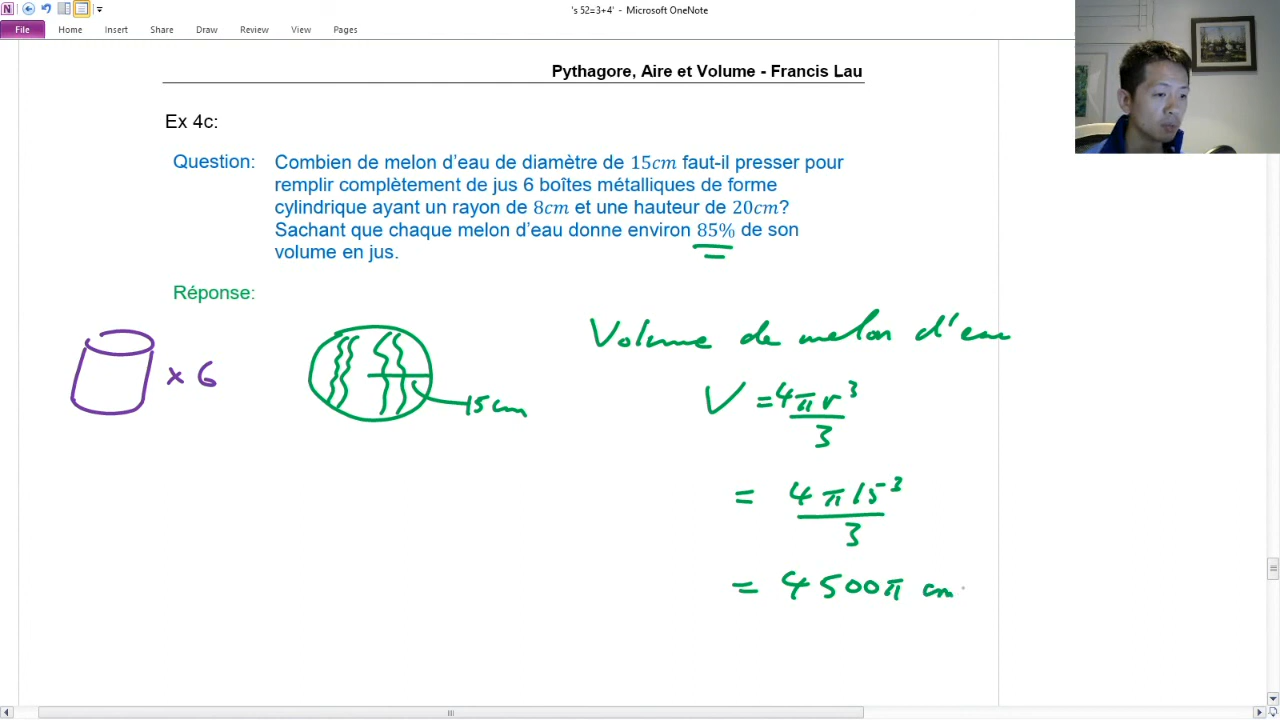 's 52=3+4' - Microsoft OneNote
File Home Insert Share Draw Review View Pages
Pythagore, Aire et Volume - Francis Lau
Ex 4c:
Question: Combien de melon d'eau de diamètre de 15cm faut-il presser pour
remplir complètement de jus 6 boîtes métalliques de forme
cylindrique ayant un rayon de 8cm et une hauteur de 20cm?
Sachant que chaque melon d'eau donne environ 85% de son
volume en jus.
Réponse:
x 6
15cm
Volume de melon d'eau
V = 4πr³/3
= 4π15³/3
= 4500π cm